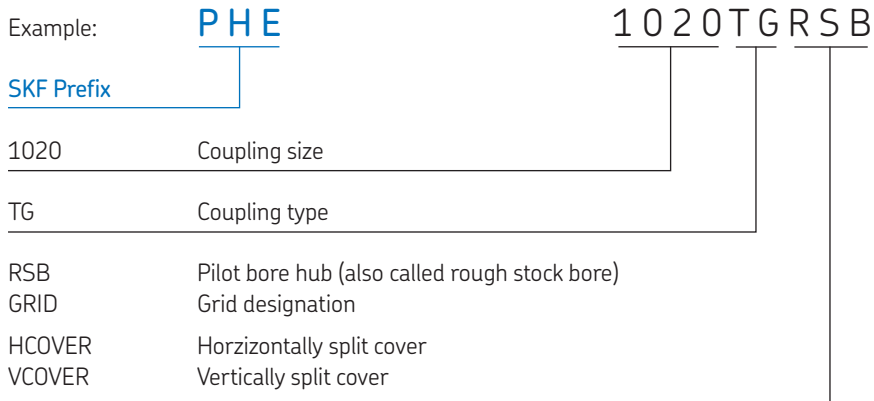 Example: PHE 1020TGRSB
SKF Prefix
1020 Coupling size
TG Coupling type
RSB Pilot bore hub (also called rough stock bore)
GRID Grid designation
HCOVER Horzizontally split cover
VCOVER Vertically split cover